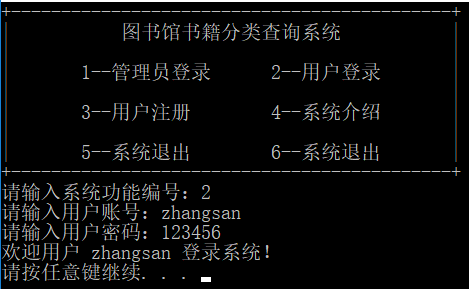 图书馆书籍分类查询系统
1--管理员登录 2--用户登录
3--用户注册 4--系统介绍
5--系统退出 6--系统退出
请输入系统功能编号：2
请输入用户账号：zhangsan
请输入用户密码：123456
欢迎用户 zhangsan 登录系统！
请按任意键继续. . .